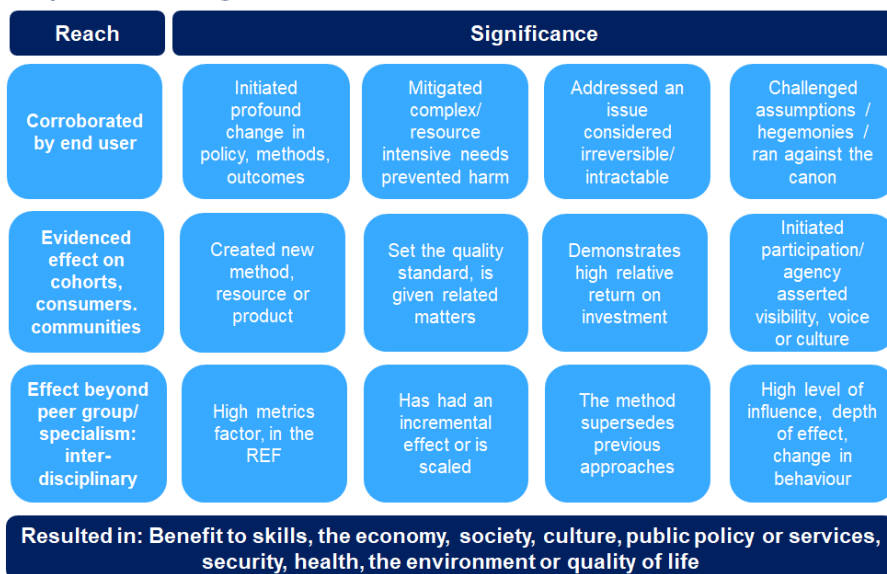 Reach
Significance
Corroborated
by end user
Initiated
profound
change in
policy, methods,
outcomes
Mitigated
complex/
resource
intensive needs
prevented harm
Addressed an
issue
considered
irreversible/
intractable
Challenged
assumptions /
hegemonies /
ran against the
canon
Evidenced
effect on
cohorts,
consumers.
communities
Created new
method,
resource or
product
Set the quality
standard, is
given related
matters
Demonstrates
high relative
return on
investment
Initiated
participation/
agency
asserted
visibility, voice
or culture
Effect beyond
peer group/
specialism:
inter-
disciplinary
High metrics
factor, in the
REF
Has had an
incremental
effect or is
scaled
The method
supersedes
previous
approaches
High level of
influence, depth
of effect,
change in
behaviour
Resulted in: Benefit to skills, the economy, society, culture, public policy or services,
security, health, the environment or quality of life